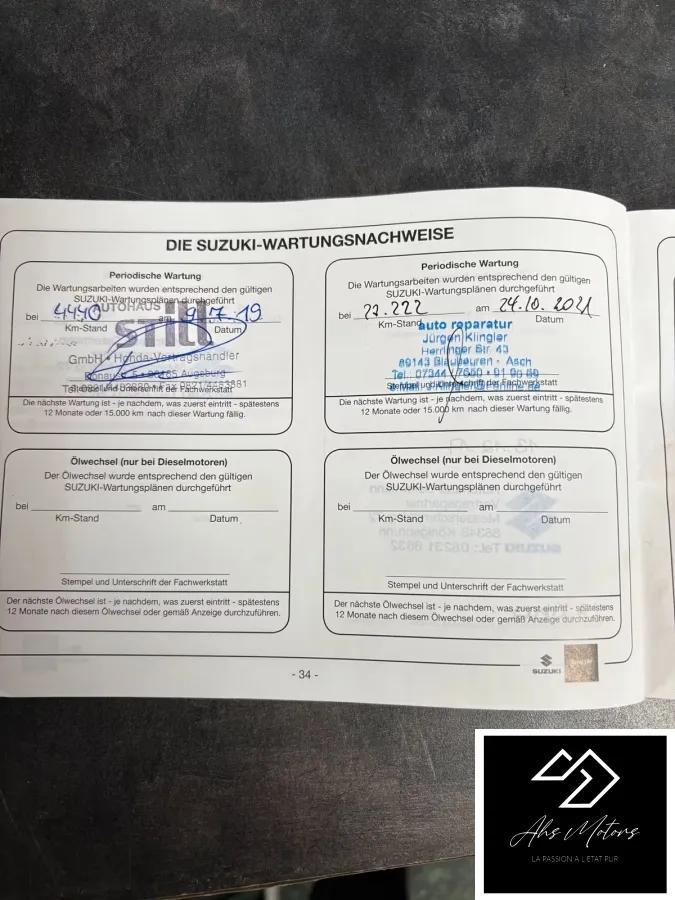 DIE SUZUKI-WARTUNGSNACHWEISE
Periodische Wartung
Die Wartungsarbeiten wurden entsprechend den gültigen
SUZUKI-Wartungsplänen durchgeführt
bei 4440 am 9.7.19
Km-Stand Datum
AUTOHAUS
STILL
GmbH • Honda-Vertragshändler
Augsburg
Stempel und Unterschrift der Fachwerkstatt
Die nächste Wartung ist - je nachdem, was zuerst eintritt - spätestens
12 Monate oder 15.000 km nach dieser Wartung fällig.
Periodische Wartung
Die Wartungsarbeiten wurden entsprechend den gültigen
SUZUKI-Wartungsplänen durchgeführt
bei 27.222 am 24.10.2021
Km-Stand Datum
auto reparatur
Jürgen Klingler
Herrlinger Str 43
89143 Blaubeuren - Asch
Tel. 07344
Stempel und Unterschrift der Fachwerkstatt
Die nächste Wartung ist - je nachdem, was zuerst eintritt - spätestens
12 Monate oder 15.000 km nach dieser Wartung fällig.
Ölwechsel (nur bei Dieselmotoren)
Der Ölwechsel wurde entsprechend den gültigen
SUZUKI-Wartungsplänen durchgeführt
bei am
Km-Stand Datum
Stempel und Unterschrift der Fachwerkstatt
Der nächste Ölwechsel ist - je nachdem, was zuerst eintritt - spätestens
12 Monate nach diesem Ölwechsel oder gemäß Anzeige durchzuführen.
Ölwechsel (nur bei Dieselmotoren)
Der Ölwechsel wurde entsprechend den gültigen
SUZUKI-Wartungsplänen durchgeführt
bei am
Km-Stand Datum
Stempel und Unterschrift der Fachwerkstatt
Der nächste Ölwechsel ist - je nachdem, was zuerst eintritt - spätestens
12 Monate nach diesem Ölwechsel oder gemäß Anzeige durchzuführen.
- 34 -
SUZUKI
Ahs Motors
LA PASSION A L'ETAT PUR